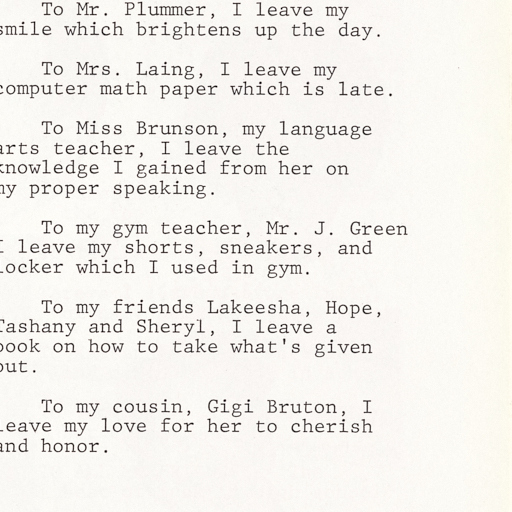 To Mr. Plummer, I leave my
smile which brightens up the day.
To Mrs. Laing, I leave my
computer math paper which is late.
To Miss Brunson, my language
arts teacher, I leave the
knowledge I gained from her on
my proper speaking.
To my gym teacher, Mr. J. Green
I leave my shorts, sneakers, and
locker which I used in gym.
To my friends Lakeesha, Hope,
Tashany and Sheryl, I leave a
book on how to take what's given
out.
To my cousin, Gigi Bruton, I
leave my love for her to cherish
and honor.